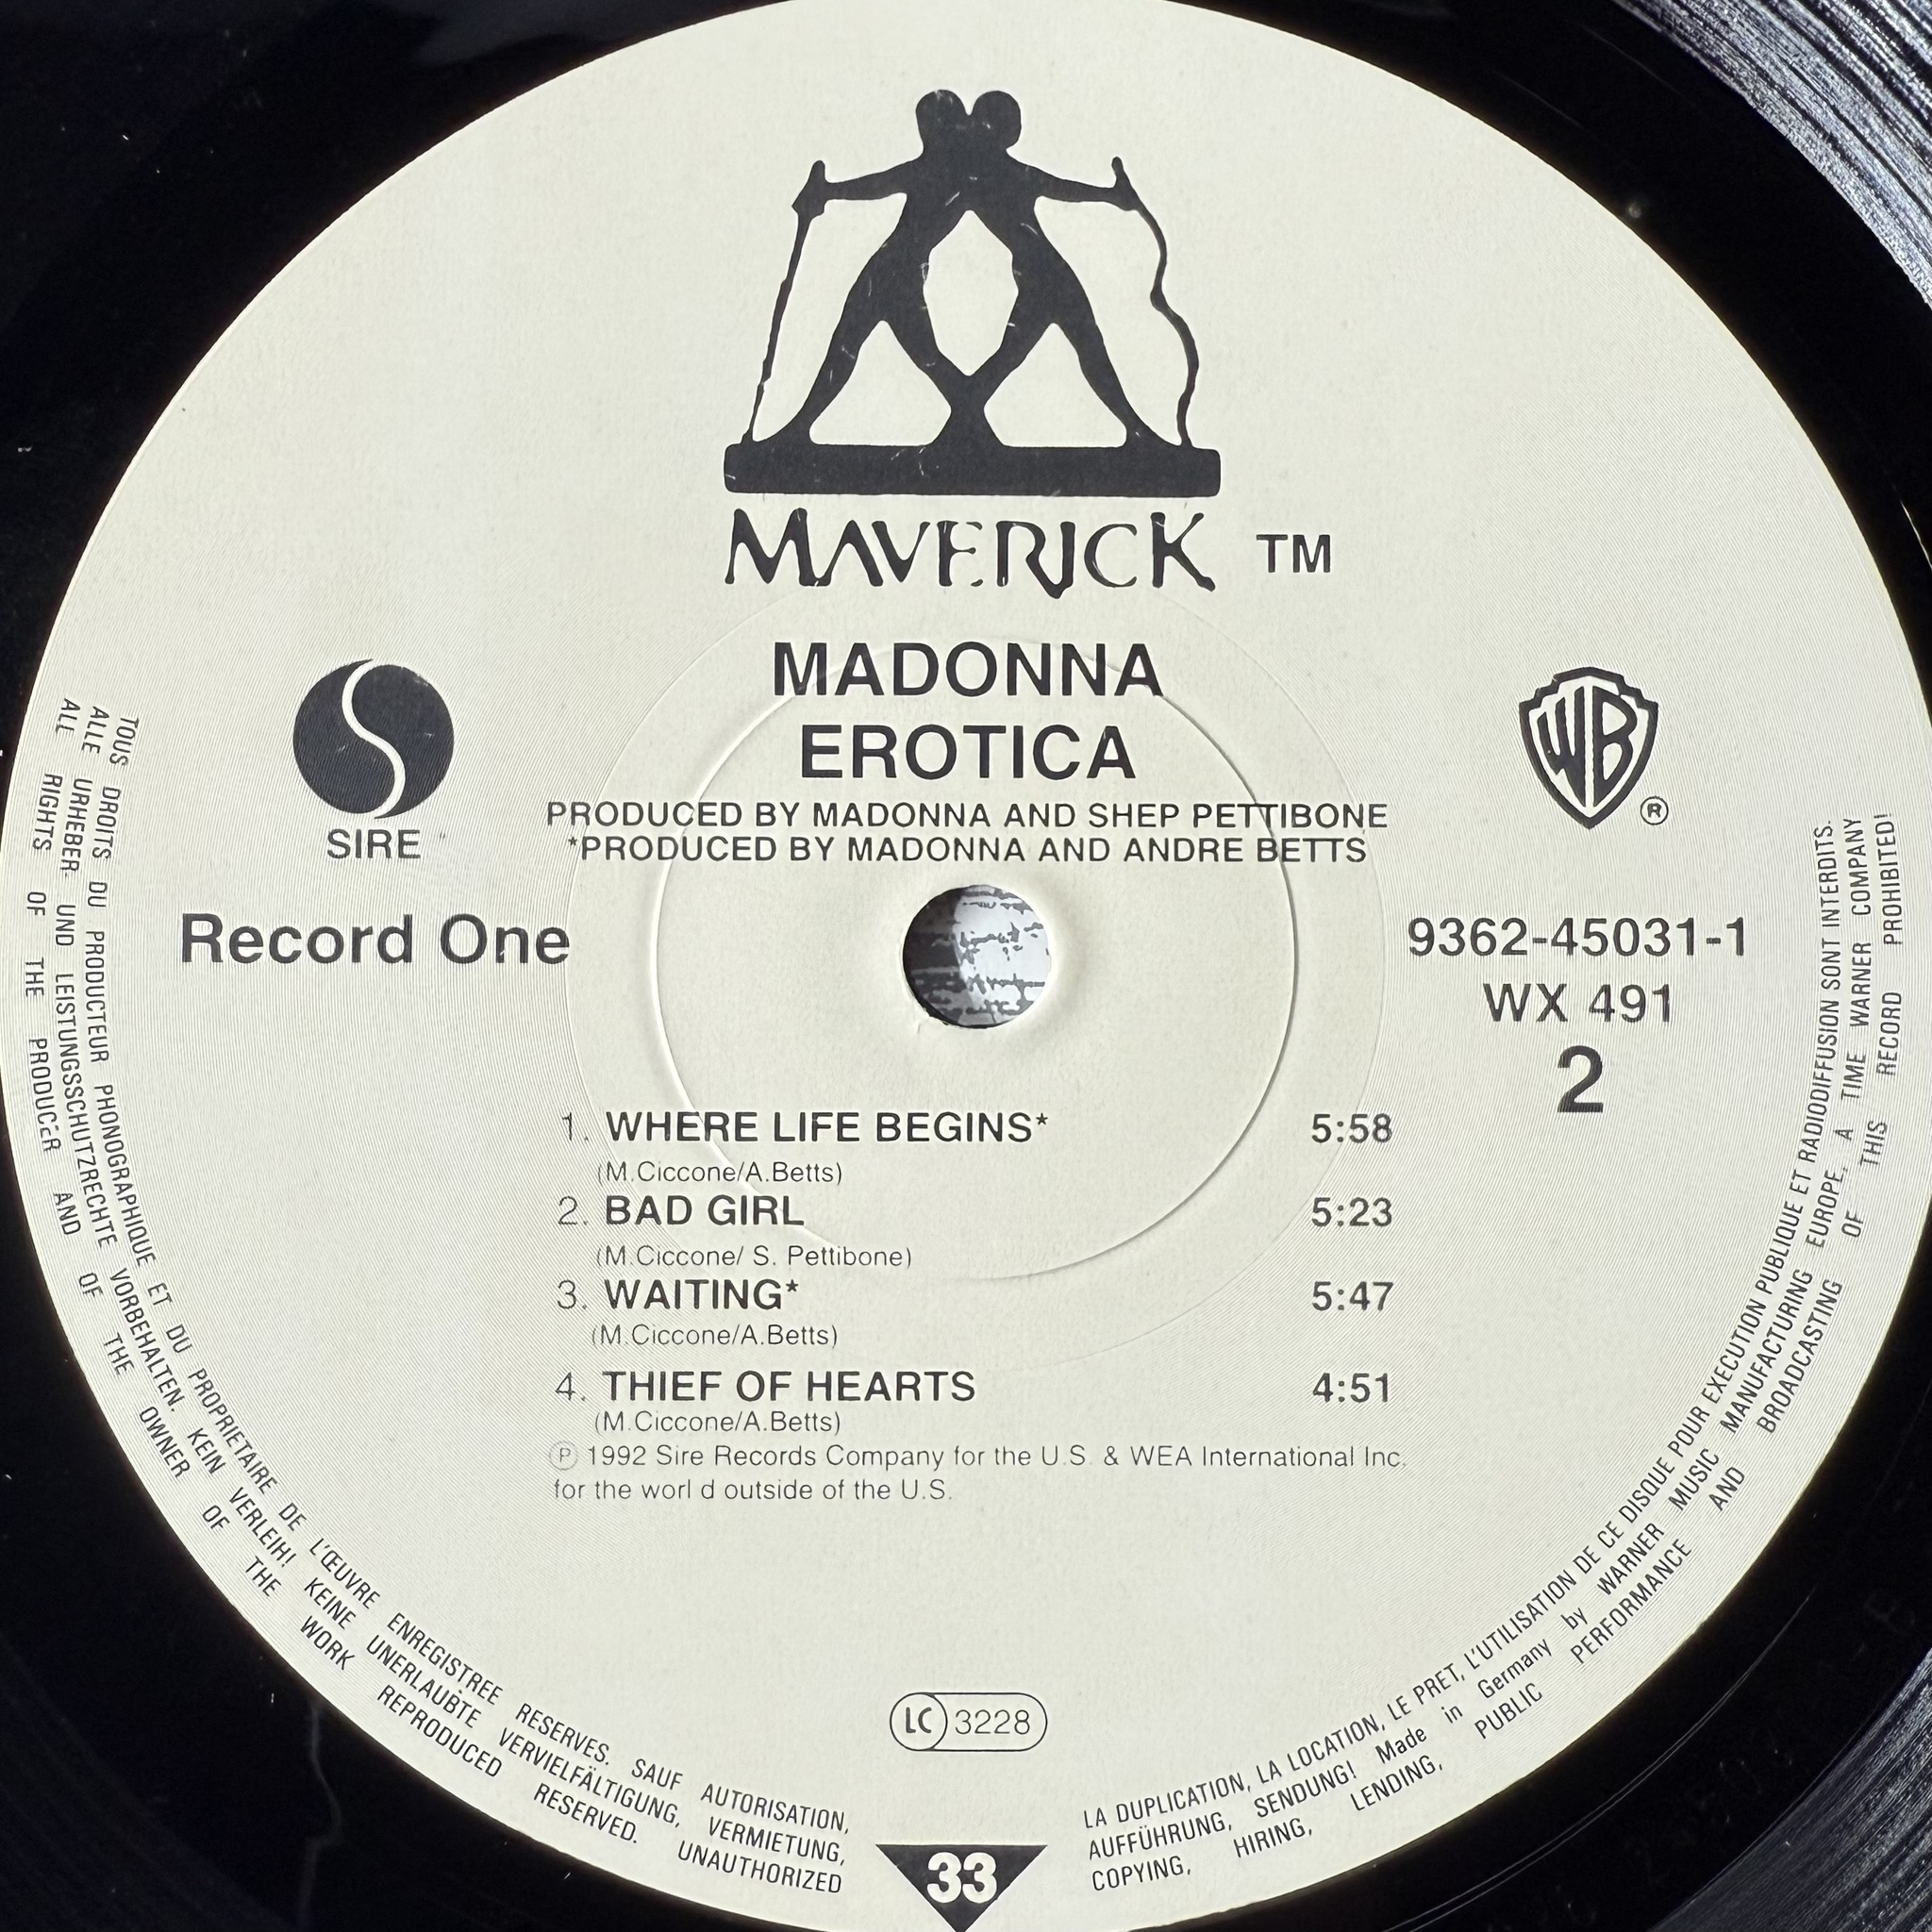 MAVERICK TM
MADONNA
EROTICA
PRODUCED BY MADONNA AND SHEP PETTIBONE
*PRODUCED BY MADONNA AND ANDRE BETTS
SIRE
WB ®
Record One
9362-45031-1
WX 491
2
1. WHERE LIFE BEGINS* 5:58
(M.Ciccone/A.Betts)
2. BAD GIRL 5:23
(M.Ciccone/ S. Pettibone)
3. WAITING* 5:47
(M.Ciccone/A.Betts)
4. THIEF OF HEARTS 4:51
(M.Ciccone/A.Betts)
Ⓟ 1992 Sire Records Company for the U.S. & WEA International Inc.
for the worl d outside of the U.S.
LC 3228
33
TOUS DROITS DU PRODUCTEUR PHONOGRAPHIQUE ET DU PROPRIETAIRE DE L'ŒUVRE ENREGISTREE RESERVES. SAUF AUTORISATION, LA DUPLICATION, LA LOCATION, LE PRET, L'UTILISATION DE CE DISQUE POUR EXECUTION PUBLIQUE ET RADIODIFFUSION SONT INTERDITS.
ALLE URHEBER- UND LEISTUNGSSCHUTZRECHTE VORBEHALTEN. KEIN VERLEIH! KEINE UNERLAUBTE VERVIELFÄLTIGUNG, VERMIETUNG, AUFFÜHRUNG, SENDUNG! Made in Germany by WARNER MUSIC MANUFACTURING EUROPE, A TIME WARNER COMPANY
ALL RIGHTS OF THE PRODUCER AND OF THE OWNER OF THE WORK REPRODUCED RESERVED. UNAUTHORIZED COPYING, HIRING, LENDING, PUBLIC PERFORMANCE AND BROADCASTING OF THIS RECORD PROHIBITED!